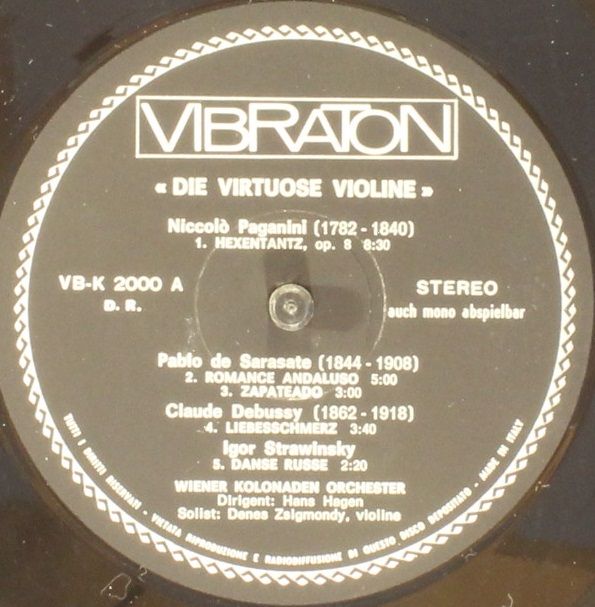 VIBRATON
« DIE VIRTUOSE VIOLINE »
Niccolò Paganini (1782 - 1840)
1. HEXENTANTZ, op. 8 8:30
VB-K 2000 A
D. R.
STEREO
auch mono abspielbar
Pablo de Sarasate (1844 - 1908)
2. ROMANCE ANDALUSO 5:00
3. ZAPATEADO 3:00
Claude Debussy (1862 - 1918)
4. LIEBESSCHMERZ 3:40
Igor Strawinsky
5. DANSE RUSSE 2:20
WIENER KOLONADEN ORCHESTER
Dirigent: Hans Hagen
Solist: Denes Zsigmondy, violine
TUTTI I DIRITTI RISERVATI - VIETATA RIPRODUZIONE E RADIODIFFUSIONE DI QUESTO DISCO DEPOSITATO - MADE IN ITALY